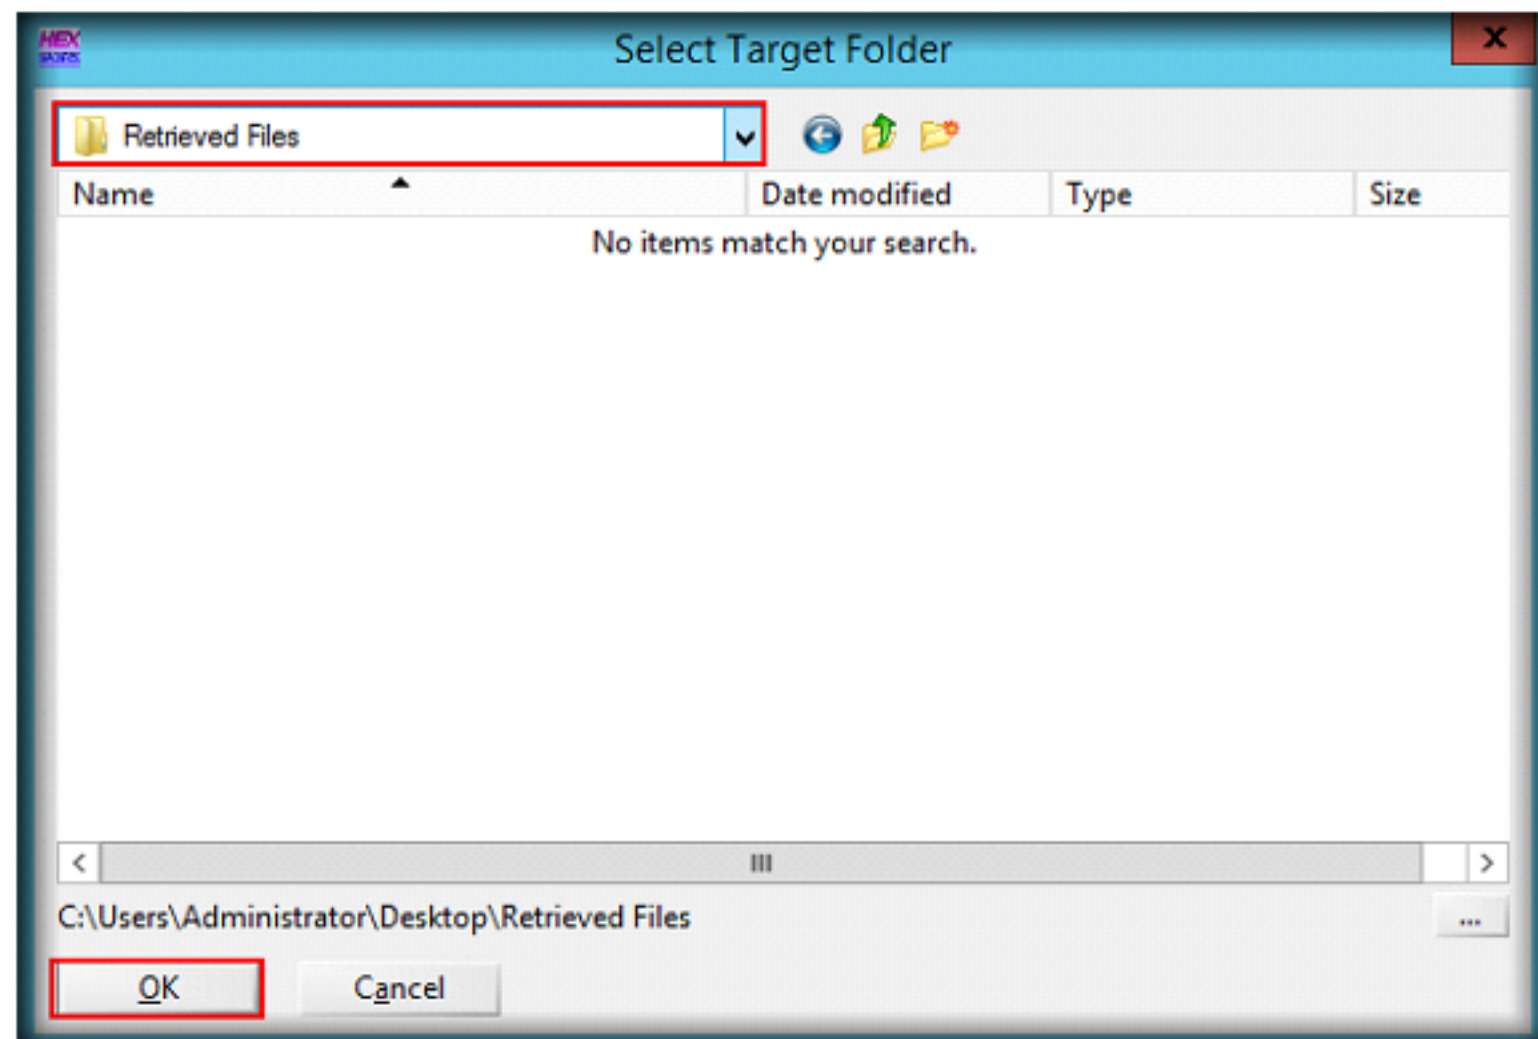 HEX
Select Target Folder
x
Retrieved Files
Name
Date modified
Type
Size
No items match your search.
C:\Users\Administrator\Desktop\Retrieved Files
...
OK
Cancel